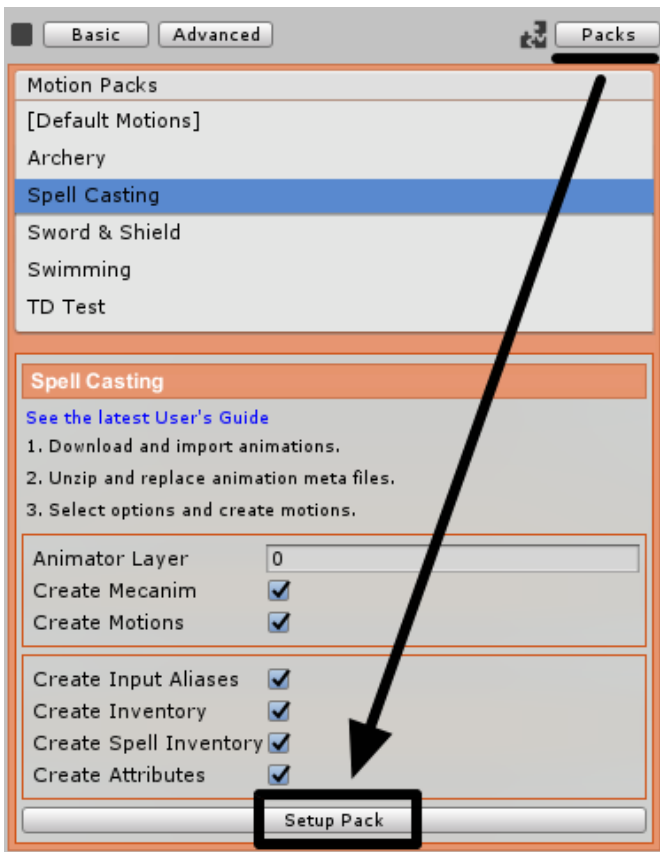 Basic Advanced Packs
Motion Packs
[Default Motions]
Archery
Spell Casting
Sword & Shield
Swimming
TD Test
Spell Casting
See the latest User's Guide
1. Download and import animations.
2. Unzip and replace animation meta files.
3. Select options and create motions.
Animator Layer 0
Create Mecanim
Create Motions
Create Input Aliases
Create Inventory
Create Spell Inventory
Create Attributes
Setup Pack